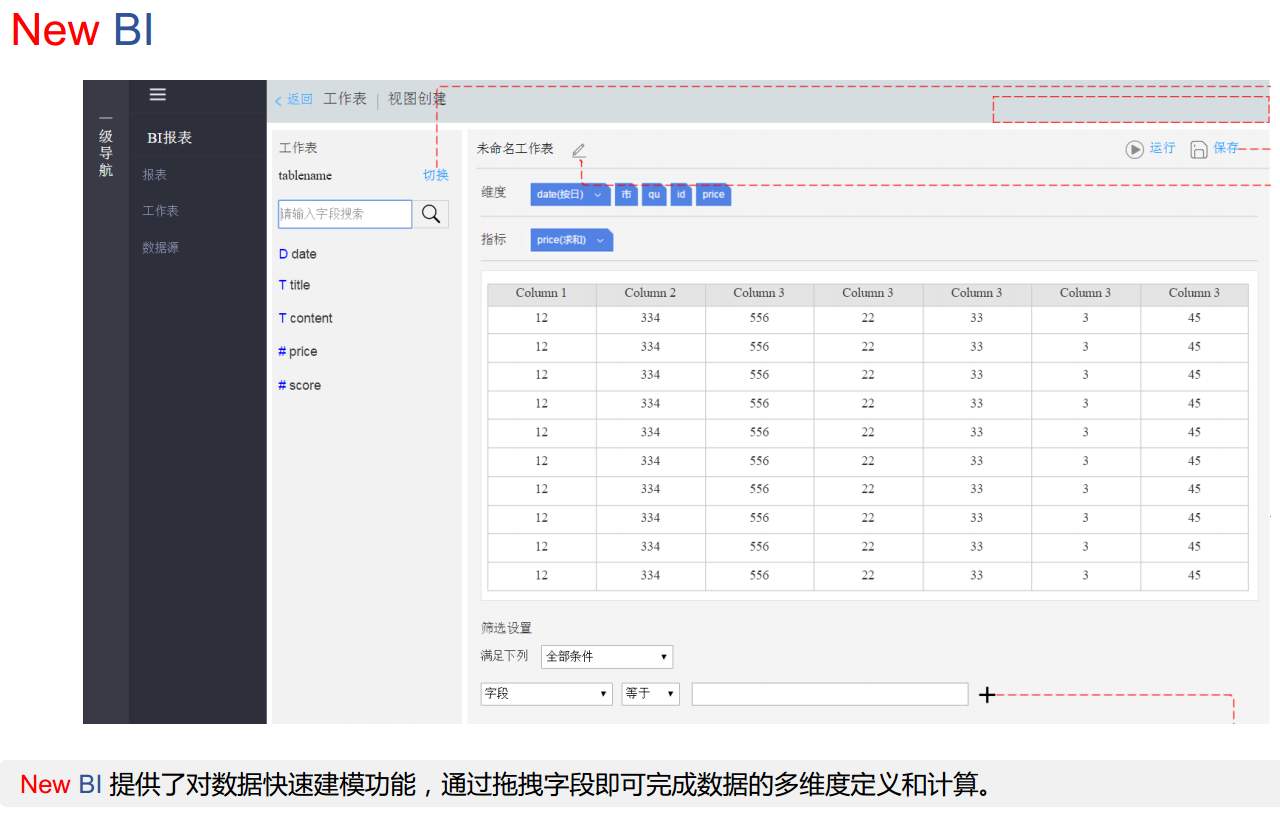 New BI
一级导航
BI报表
报表
工作表
数据源
< 返回 工作表 | 视图创建
工作表
tablename 切换
请输入字段搜索
D date
T title
T content
# price
# score
未命名工作表 运行 保存
维度 date(按日) 市 qu id price
指标 price(求和)
Column 1 Column 2 Column 3 Column 3 Column 3 Column 3 Column 3
12 334 556 22 33 3 45
12 334 556 22 33 3 45
12 334 556 22 33 3 45
12 334 556 22 33 3 45
12 334 556 22 33 3 45
12 334 556 22 33 3 45
12 334 556 22 33 3 45
12 334 556 22 33 3 45
12 334 556 22 33 3 45
12 334 556 22 33 3 45
筛选设置
满足下列 全部条件
字段 等于
New BI 提供了对数据快速建模功能，通过拖拽字段即可完成数据的多维度定义和计算。